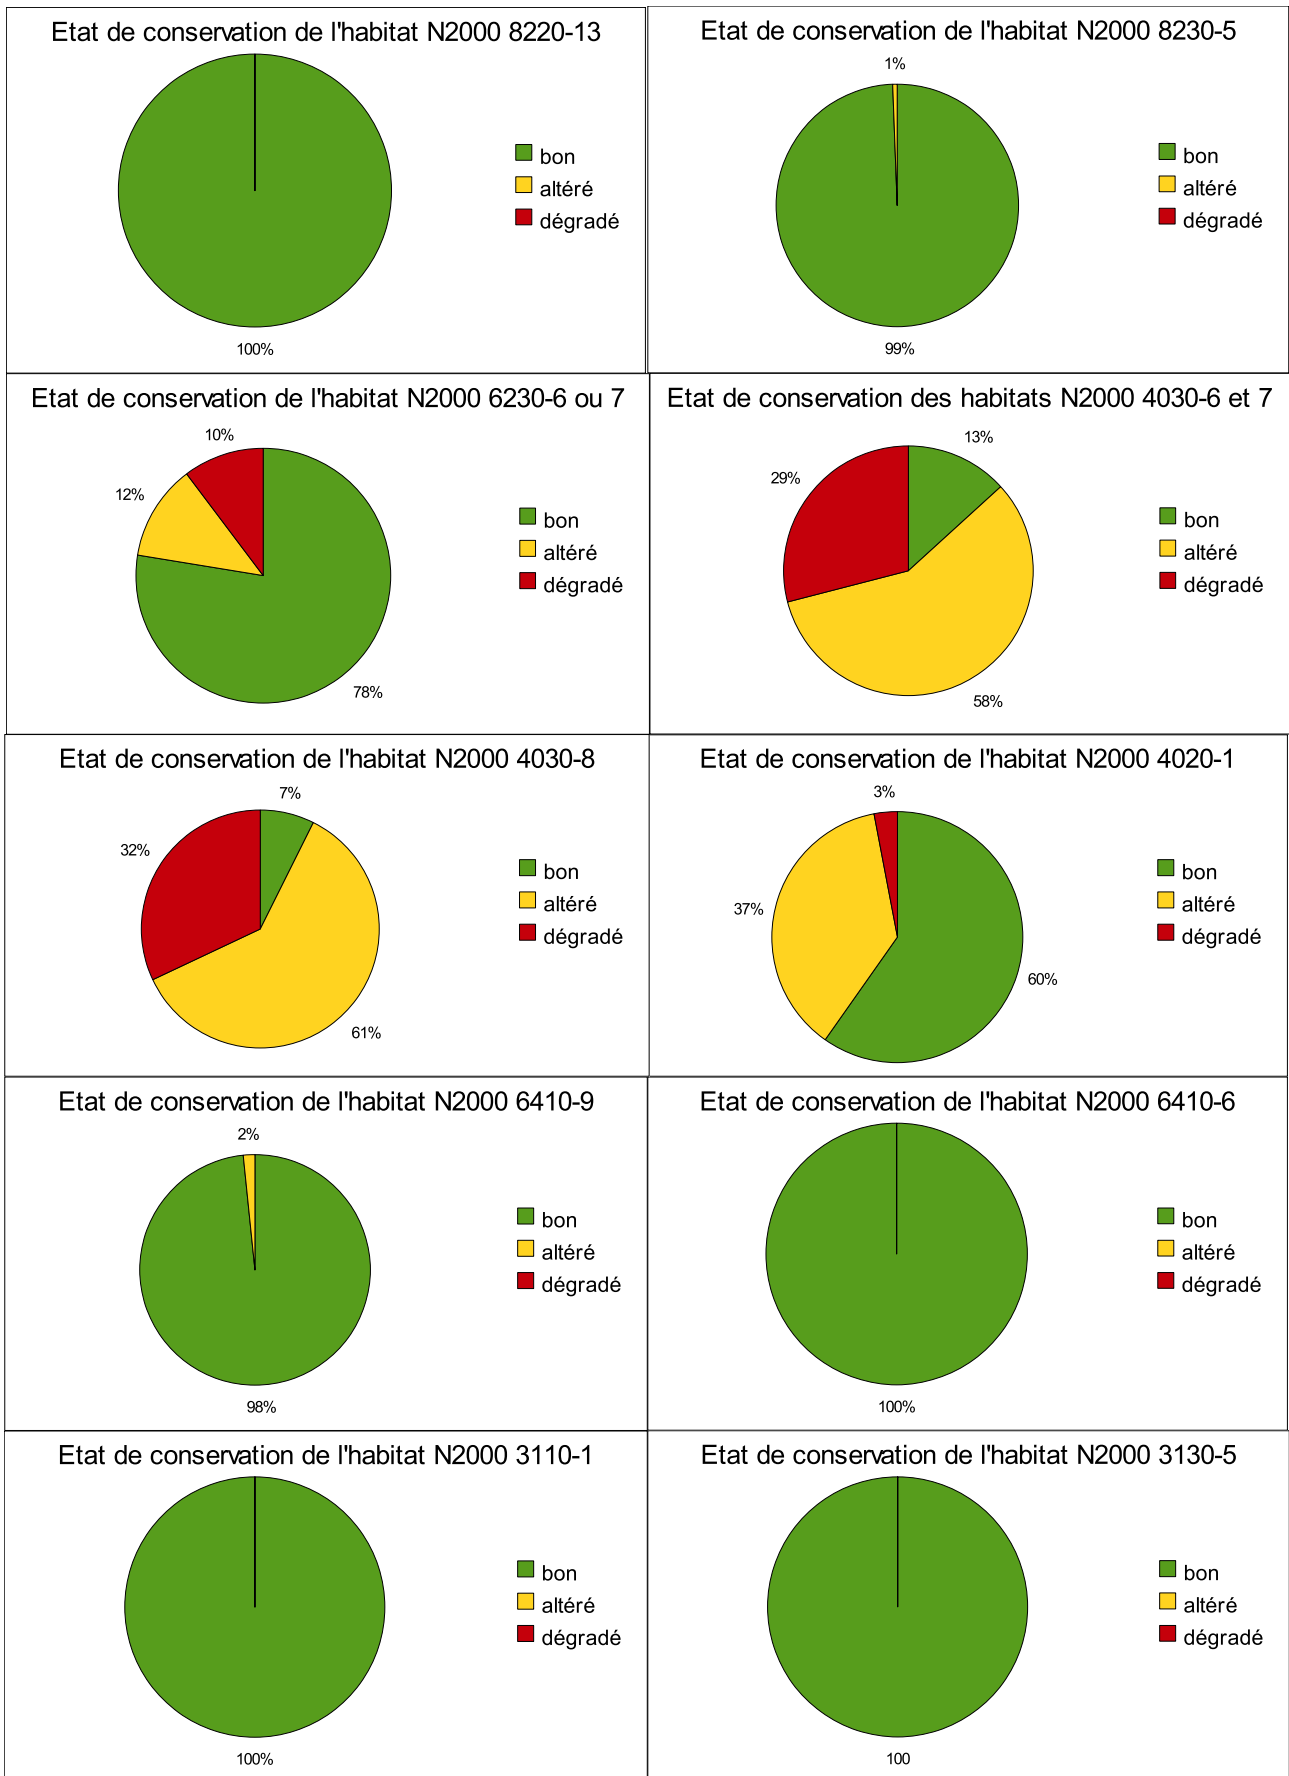 Etat de conservation de l'habitat N2000 8220-13
bon
altéré
dégradé
100%
Etat de conservation de l'habitat N2000 8230-5
1%
bon
altéré
dégradé
99%
Etat de conservation de l'habitat N2000 6230-6 ou 7
10%
12%
bon
altéré
dégradé
78%
Etat de conservation des habitats N2000 4030-6 et 7
13%
29%
bon
altéré
dégradé
58%
Etat de conservation de l'habitat N2000 4030-8
7%
32%
bon
altéré
dégradé
61%
Etat de conservation de l'habitat N2000 4020-1
3%
bon
altéré
37%
dégradé
60%
Etat de conservation de l'habitat N2000 6410-9
2%
bon
altéré
dégradé
98%
Etat de conservation de l'habitat N2000 6410-6
bon
altéré
dégradé
100%
Etat de conservation de l'habitat N2000 3110-1
bon
altéré
dégradé
100%
Etat de conservation de l'habitat N2000 3130-5
bon
altéré
dégradé
100